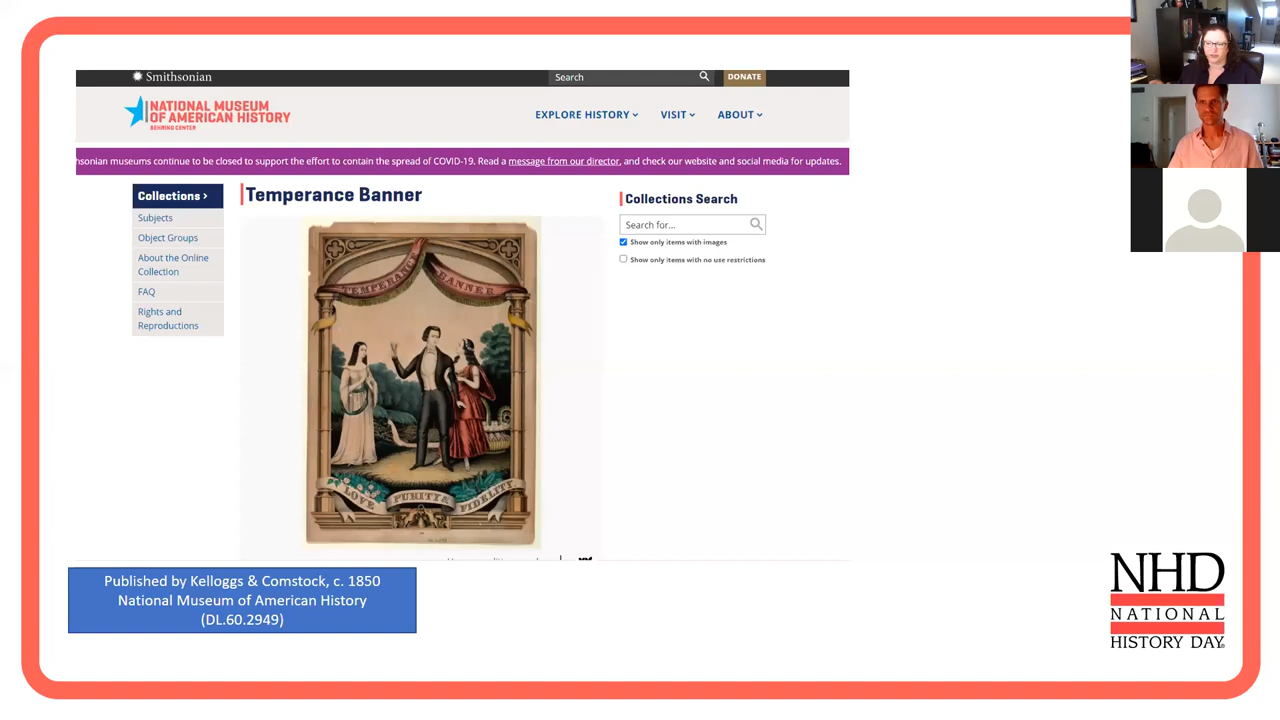 Smithsonian
Search
DONATE
NATIONAL MUSEUM
OF AMERICAN HISTORY
BEHRING CENTER
EXPLORE HISTORY
VISIT
ABOUT
nsonian museums continue to be closed to support the effort to contain the spread of COVID-19. Read a message from our director, and check our website and social media for updates.
Collections >
Subjects
Object Groups
About the Online
Collection
FAQ
Rights and
Reproductions
Temperance Banner
TEMPERANCE BANNER
LOVE PURITY & FIDELITY
Collections Search
Search for...
Show only items with images
Show only items with no use restrictions
Published by Kelloggs & Comstock, c. 1850
National Museum of American History
(DL.60.2949)
NHD
NATIONAL
HISTORY DAY